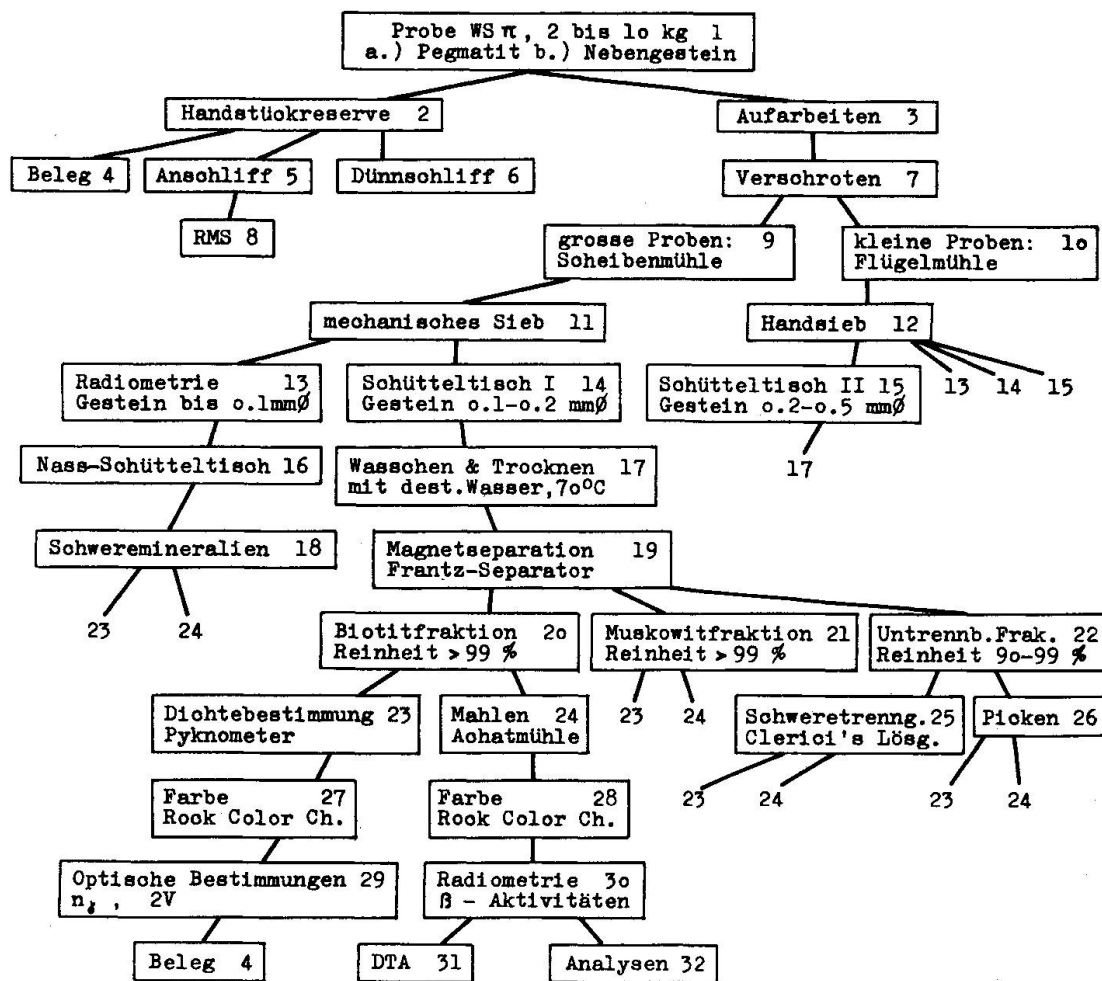 Probe WS π, 2 bis lo kg 1
a.) Pegmatit b.) Nebengestein
Handstückreserve 2
Aufarbeiten 3
Beleg 4
Anschliff 5
Dünnschliff 6
Verschroten 7
RMS 8
grosse Proben: 9
Scheibenmühle
kleine Proben: lo
Flügelmühle
mechanisches Sieb 11
Handsieb 12
Radiometrie 13
Gestein bis o.1mmØ
Schütteltisch I 14
Gestein o.1-o.2 mmØ
Schütteltisch II 15
Gestein o.2-o.5 mmØ
13
14
15
Nass-Schütteltisch 16
Wasschen & Trocknen 17
mit dest.Wasser,7o°C
17
Schweremineralien 18
Magnetseparation 19
Frantz-Separator
23
24
Biotitfraktion 2o
Reinheit > 99 %
Muskowitfraktion 21
Reinheit > 99 %
Untrennb.Frak. 22
Reinheit 9o-99 %
Dichtebestimmung 23
Pyknometer
Mahlen 24
Achatmühle
23
24
Schweretrenng.25
Clerici's Lösg.
Picken 26
Farbe 27
Rock Color Ch.
Farbe 28
Rock Color Ch.
23
24
23
24
Optische Bestimmungen 29
nᵧ , 2V
Radiometrie 3o
β - Aktivitäten
Beleg 4
DTA 31
Analysen 32